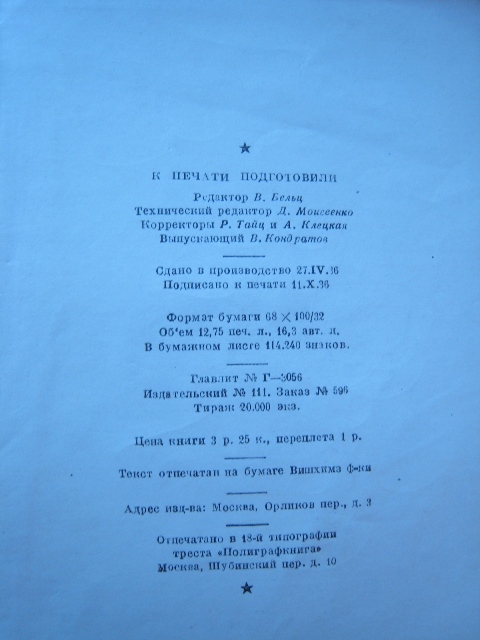 К ПЕЧАТИ ПОДГОТОВИЛИ
Редактор В. Бельц
Технический редактор Д. Моисеенко
Корректоры Р. Тайц и А. Клецкая
Выпускающий В. Кондратов
Сдано в производство 27.IV.36
Подписано к печати 11.X.36
Формат бумаги 68 × 100/32
Об'ем 12,75 печ. л., 16,3 авт. л.
В бумажном листе 114.240 знаков.
Главлит № Г—5056
Издательский № 111. Заказ № 596
Тираж 20.000 экз.
Цена книги 3 р. 25 к., переплета 1 р.
Текст отпечатан на бумаге Вишхимз ф-ки
Адрес изд-ва: Москва, Орликов пер., д. 3
Отпечатано в 18-й типографии
треста «Полиграфкнига»
Москва, Шубинский пер. д. 10